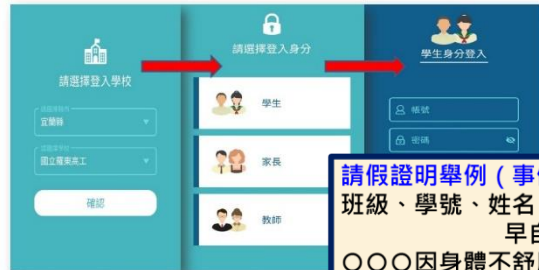 請選擇登入學校
宜蘭縣
國立羅東高工
確認
請選擇登入身分
學生
家長
教師
學生身分登入
帳號
密碼
請假證明舉例（事
班級、學號、姓名
早自
〇〇〇因身體不舒